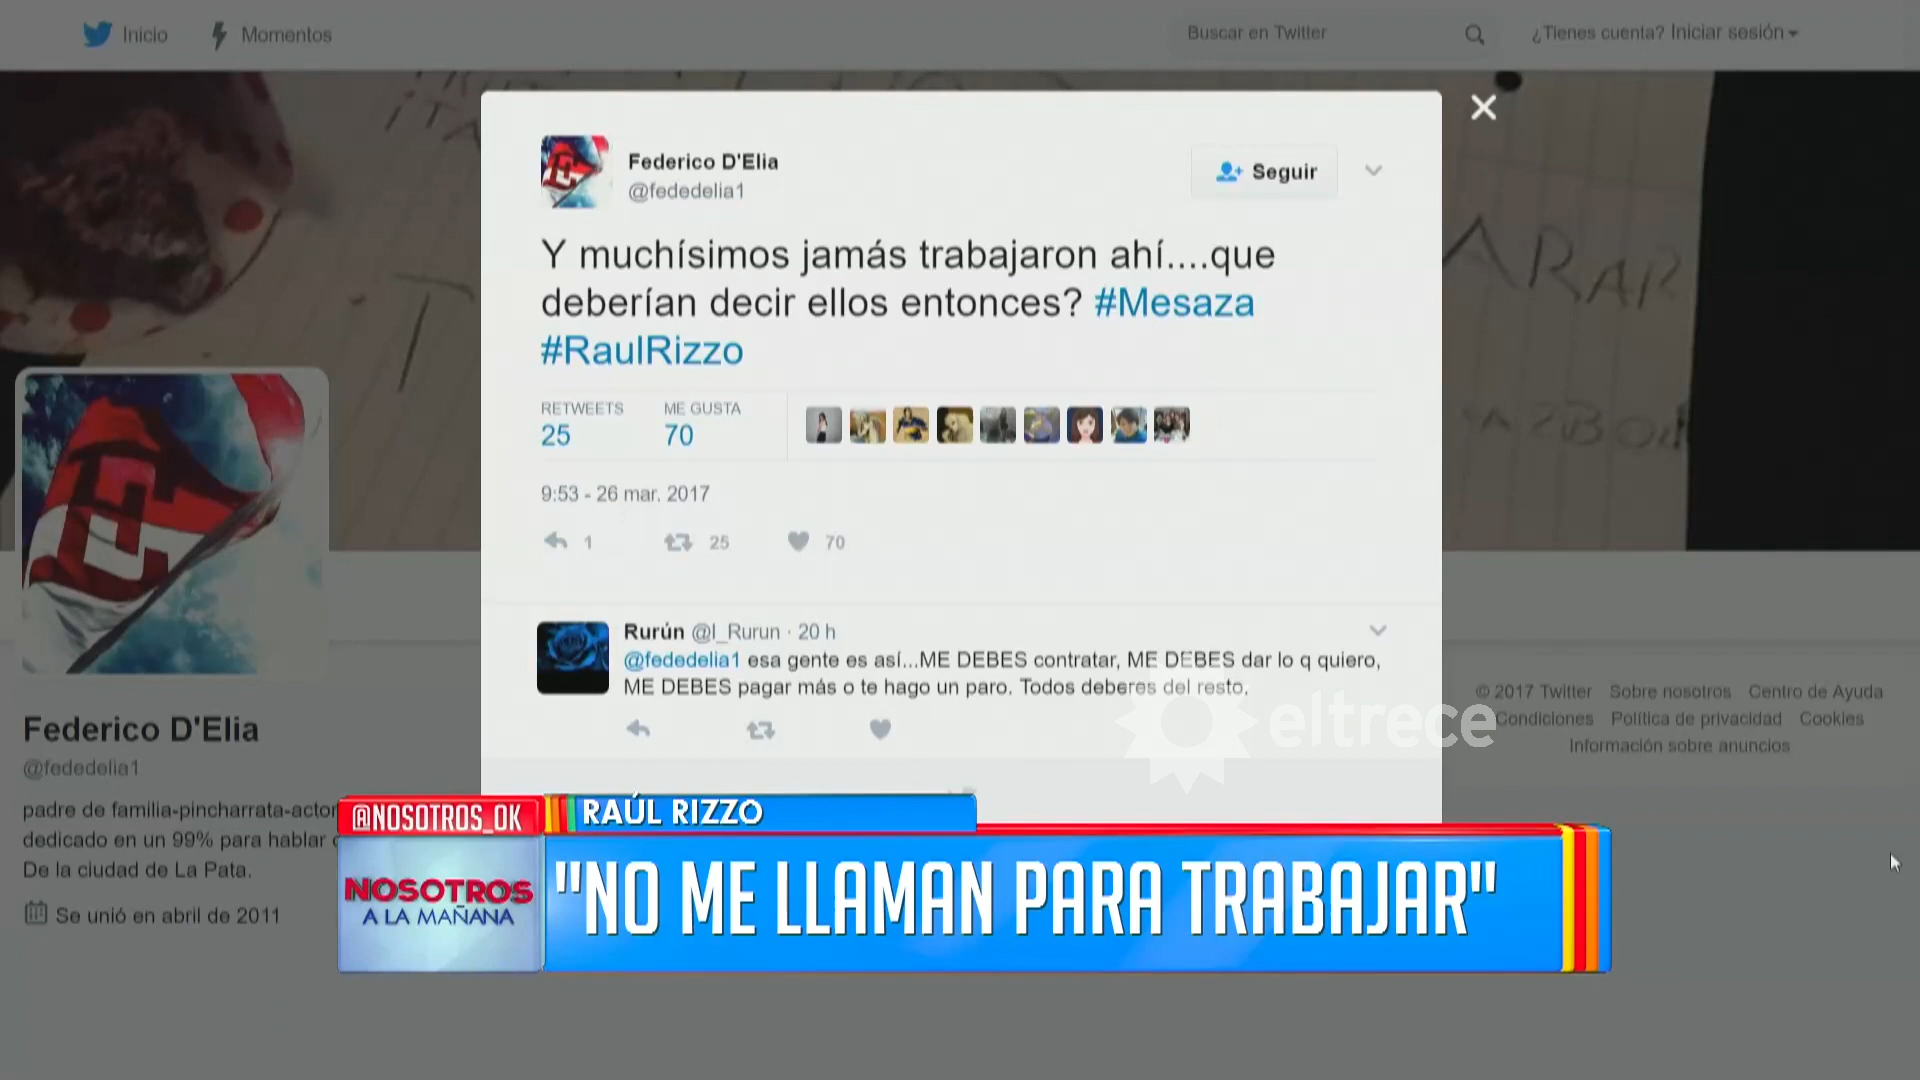 Inicio
Momentos
Buscar en Twitter
¿Tienes cuenta? Iniciar sesión
Federico D'Elia
@fededelia1
Seguir
Y muchísimos jamás trabajaron ahí....que
deberían decir ellos entonces? #Mesaza
#RaulRizzo
RETWEETS
25
ME GUSTA
70
9:53 - 26 mar. 2017
1
25
70
Rurún @I_Rurun · 20 h
@fededelia1 esa gente es así...ME DEBES contratar, ME DEBES dar lo q quiero,
ME DEBES pagar más o te hago un paro. Todos deberes del resto.
Federico D'Elia
@fededelia1
padre de familia-pincharrata-actor
dedicado en un 99% para hablar
De la ciudad de La Pata.
Se unió en abril de 2011
© 2017 Twitter Sobre nosotros Centro de Ayuda
Condiciones Política de privacidad Cookies
Información sobre anuncios
eltrece
ARAR
@NOSOTROS_OK
RAÚL RIZZO
NOSOTROS
A LA MAÑANA
"NO ME LLAMAN PARA TRABAJAR"